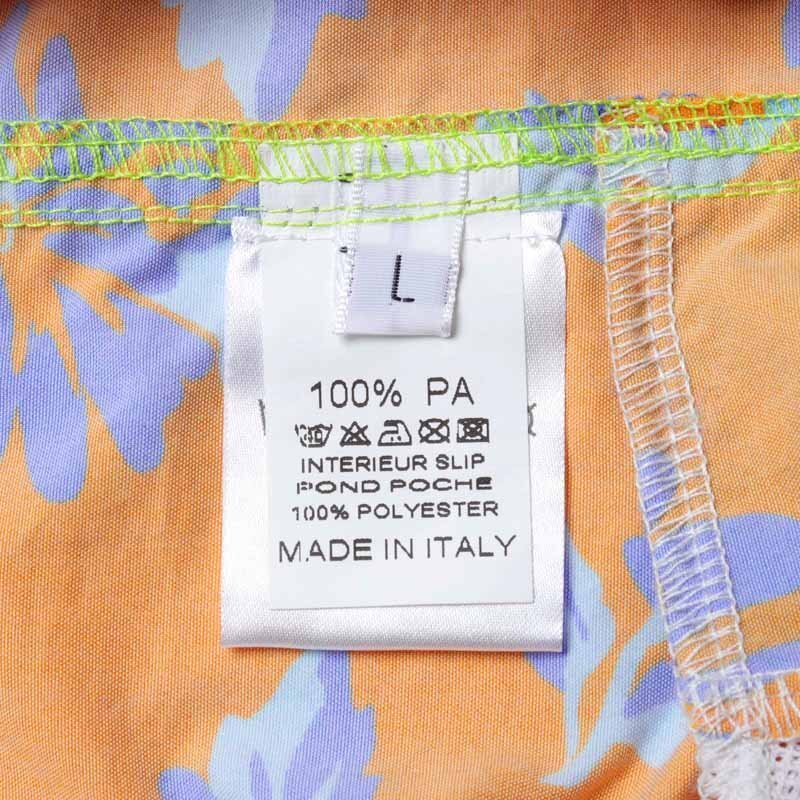 L
100% PA
INTERIEUR SLIP
POND POCHE
100% POLYESTER
MADE IN ITALY